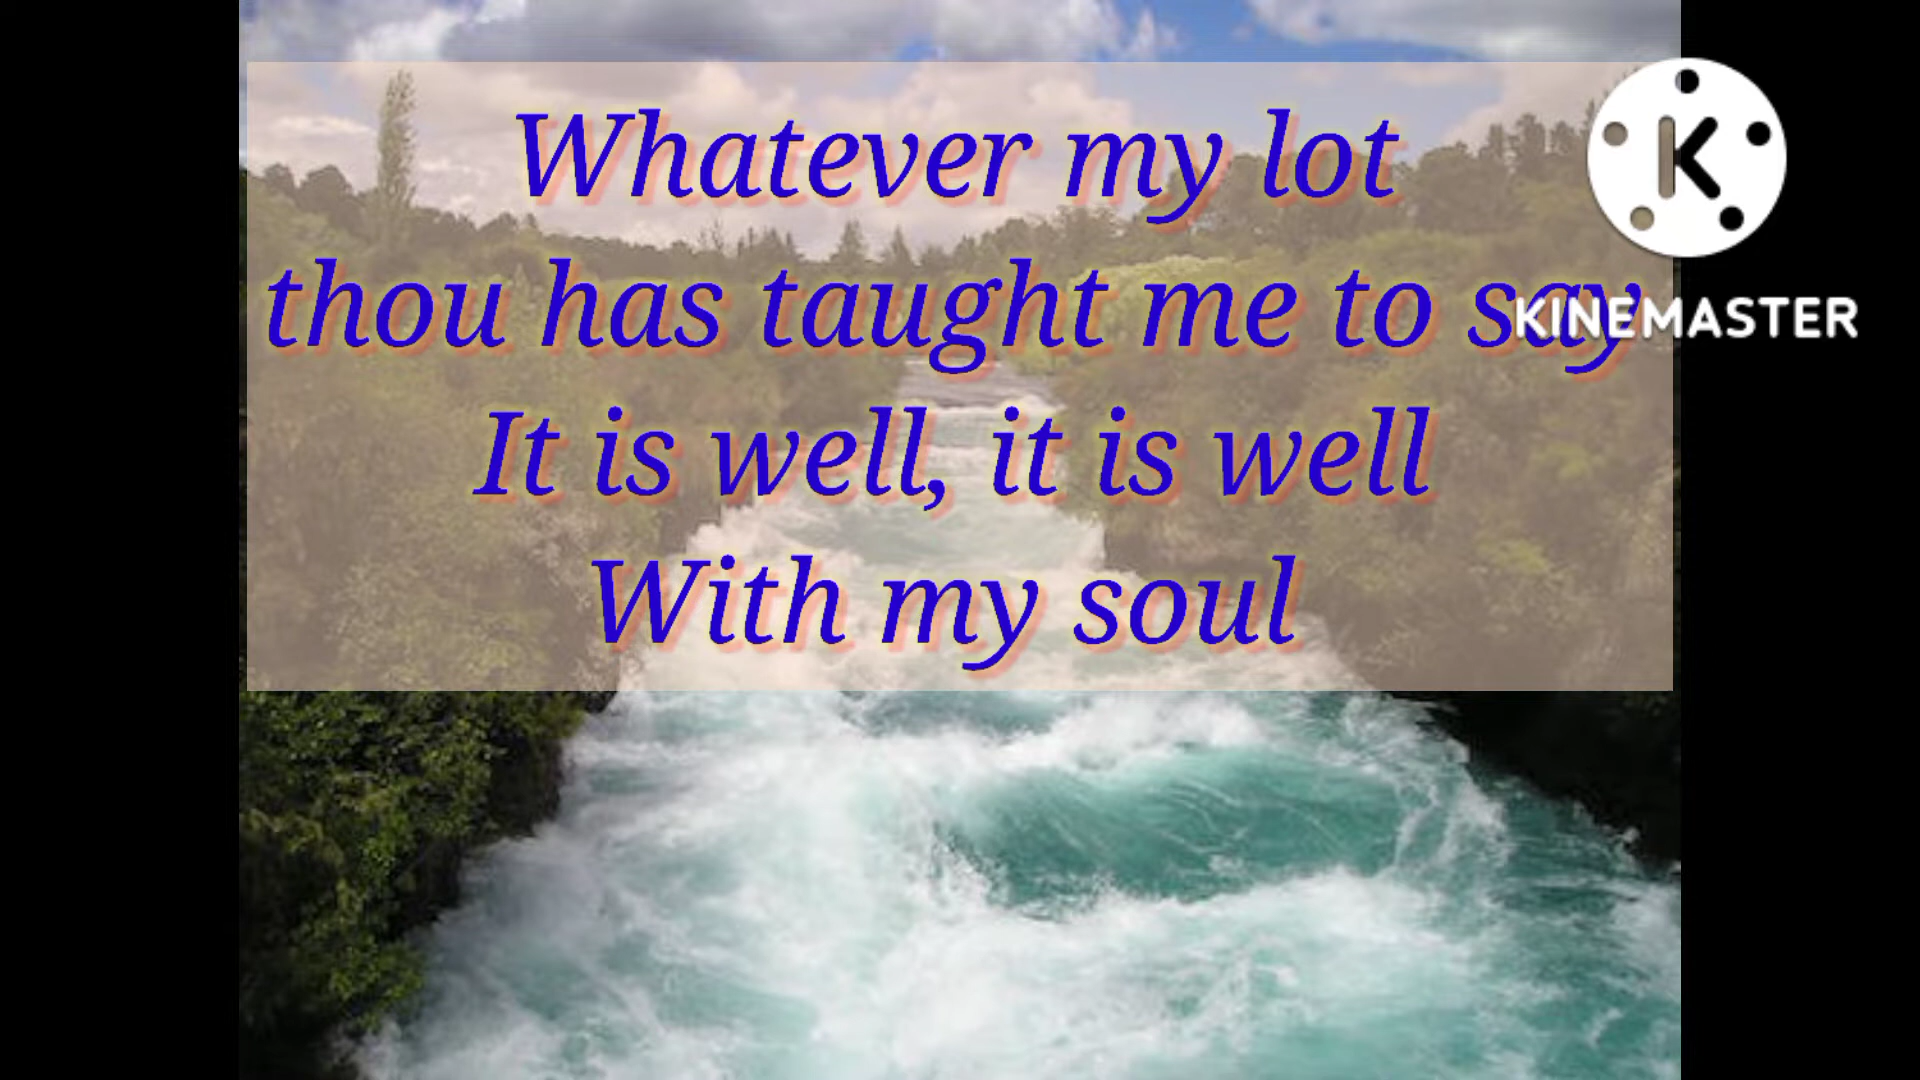 Whatever my lot
thou has taught me to say
It is well, it is well
With my soul
K
KINEMASTER